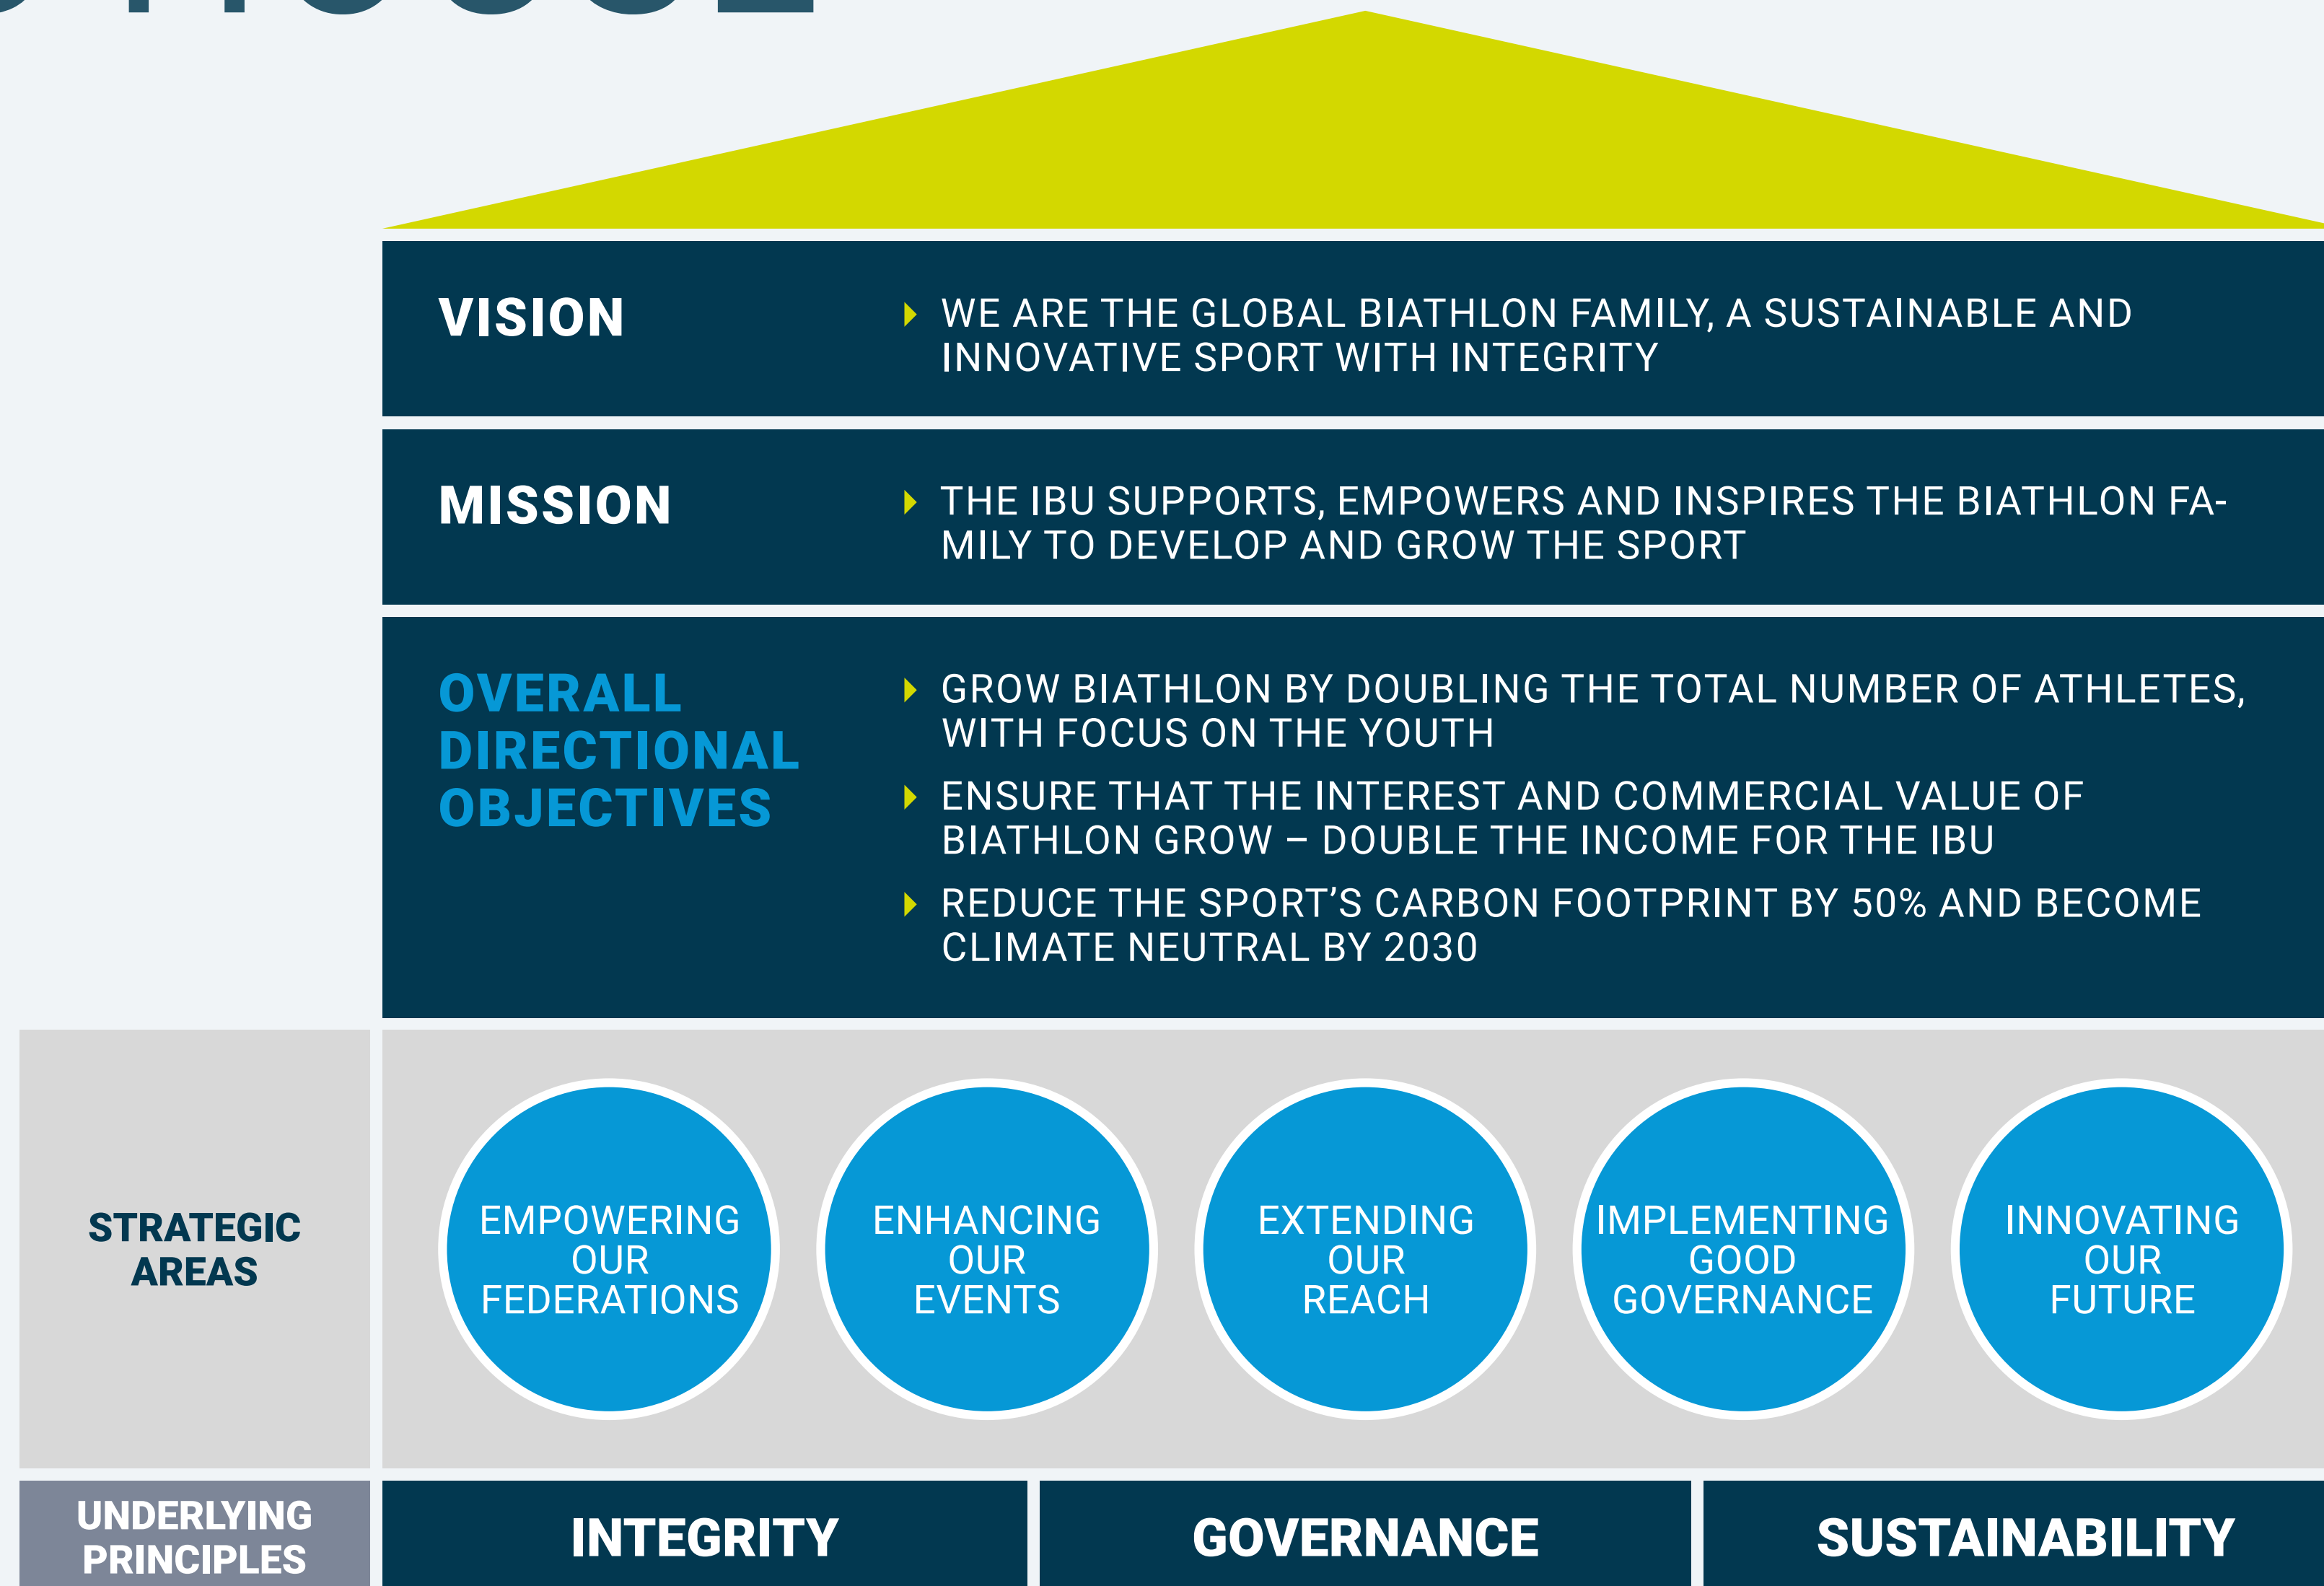 VISION
WE ARE THE GLOBAL BIATHLON FAMILY, A SUSTAINABLE AND
INNOVATIVE SPORT WITH INTEGRITY
MISSION
THE IBU SUPPORTS, EMPOWERS AND INSPIRES THE BIATHLON FA-
MILY TO DEVELOP AND GROW THE SPORT
OVERALL
DIRECTIONAL
OBJECTIVES
GROW BIATHLON BY DOUBLING THE TOTAL NUMBER OF ATHLETES,
WITH FOCUS ON THE YOUTH
ENSURE THAT THE INTEREST AND COMMERCIAL VALUE OF
BIATHLON GROW – DOUBLE THE INCOME FOR THE IBU
REDUCE THE SPORT’S CARBON FOOTPRINT BY 50% AND BECOME
CLIMATE NEUTRAL BY 2030
STRATEGIC
AREAS
EMPOWERING
OUR
FEDERATIONS
ENHANCING
OUR
EVENTS
EXTENDING
OUR
REACH
IMPLEMENTING
GOOD
GOVERNANCE
INNOVATING
OUR
FUTURE
UNDERLYING
PRINCIPLES
INTEGRITY
GOVERNANCE
SUSTAINABILITY